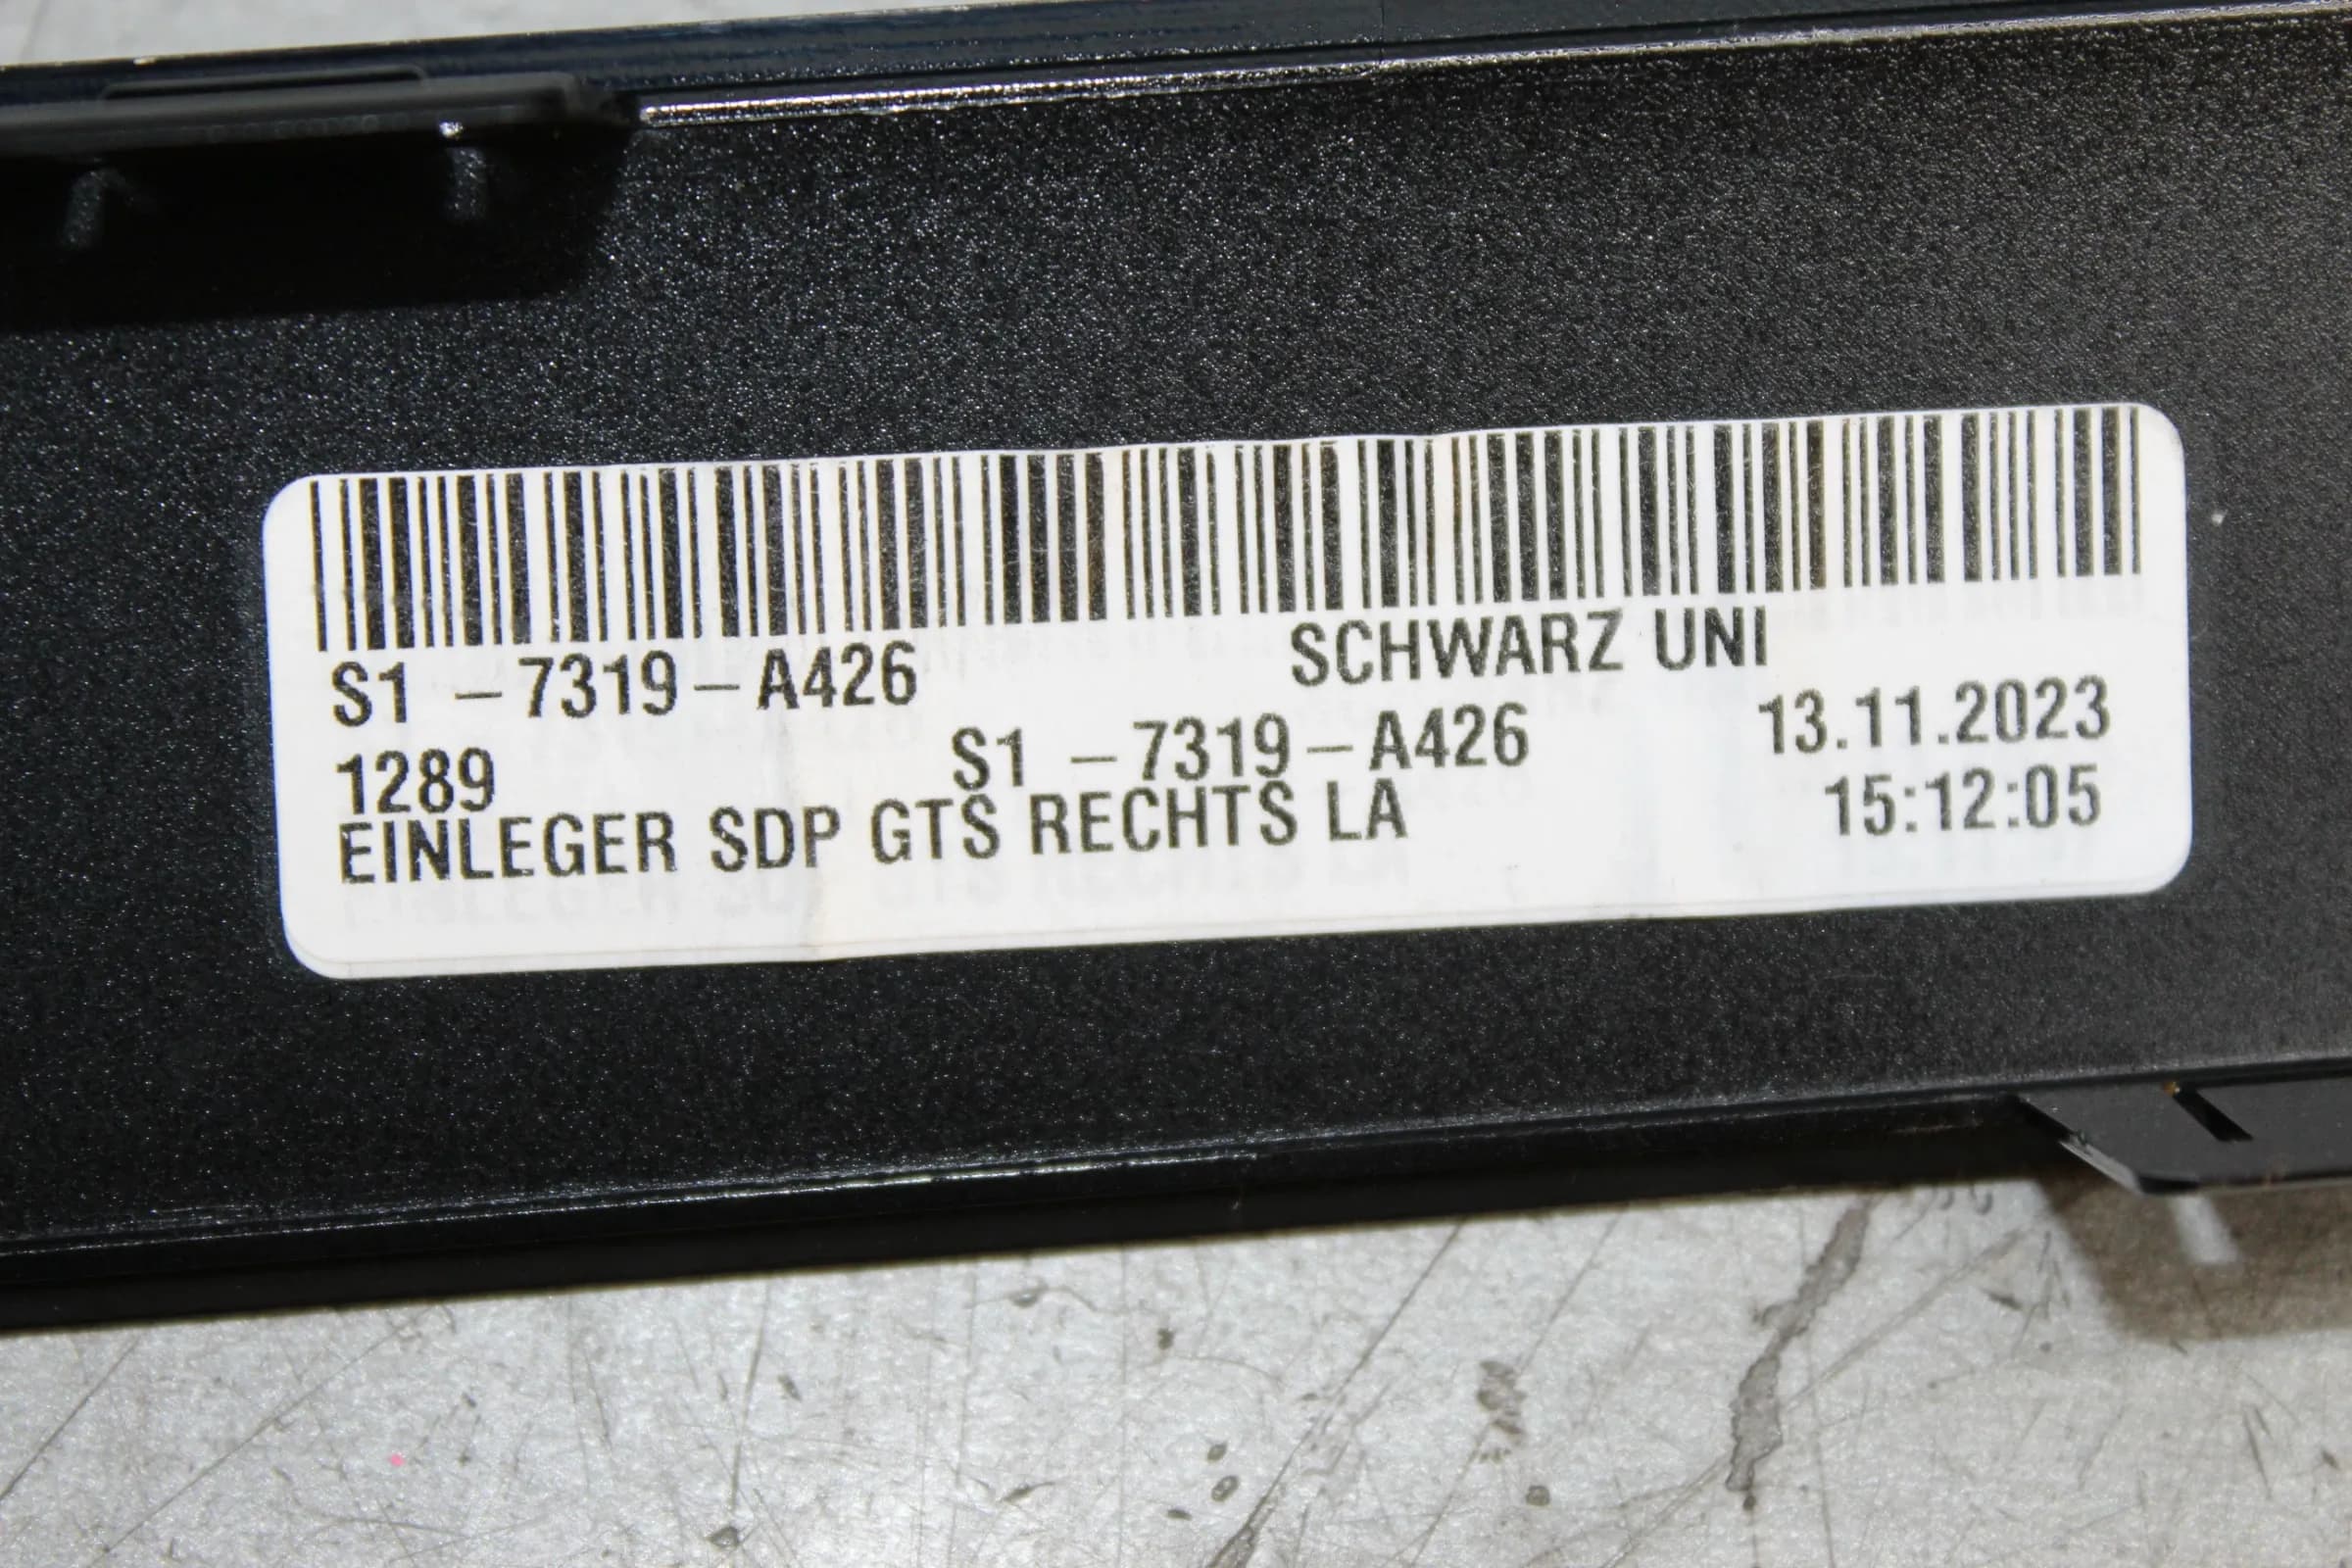 S1 -7319-A426 SCHWARZ UNI
1289 S1 -7319-A426 13.11.2023
EINLEGER SDP GTS RECHTS LA 15:12:05